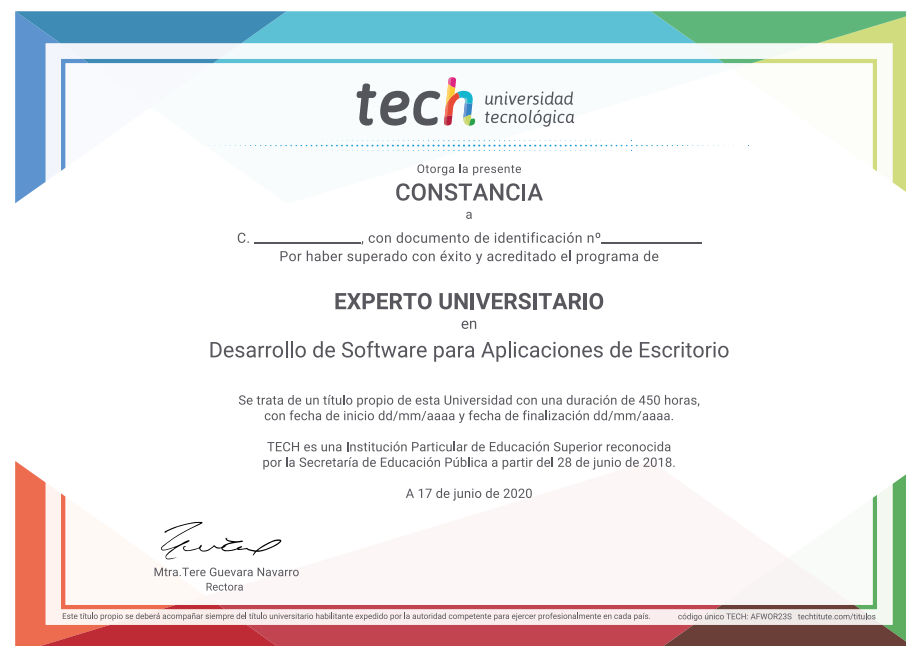 tech universidad
tecnológica
Otorga la presente
CONSTANCIA
a
C. ____________, con documento de identificación nº____________
Por haber superado con éxito y acreditado el programa de
EXPERTO UNIVERSITARIO
en
Desarrollo de Software para Aplicaciones de Escritorio
Se trata de un título propio de esta Universidad con una duración de 450 horas,
con fecha de inicio dd/mm/aaaa y fecha de finalización dd/mm/aaaa.
TECH es una Institución Particular de Educación Superior reconocida
por la Secretaría de Educación Pública a partir del 28 de junio de 2018.
A 17 de junio de 2020
Mtra.Tere Guevara Navarro
Rectora
Este título propio se deberá acompañar siempre del título universitario habilitante expedido por la autoridad competente para ejercer profesionalmente en cada país. código único TECH: AFWOR23S techtitute.com/titulos